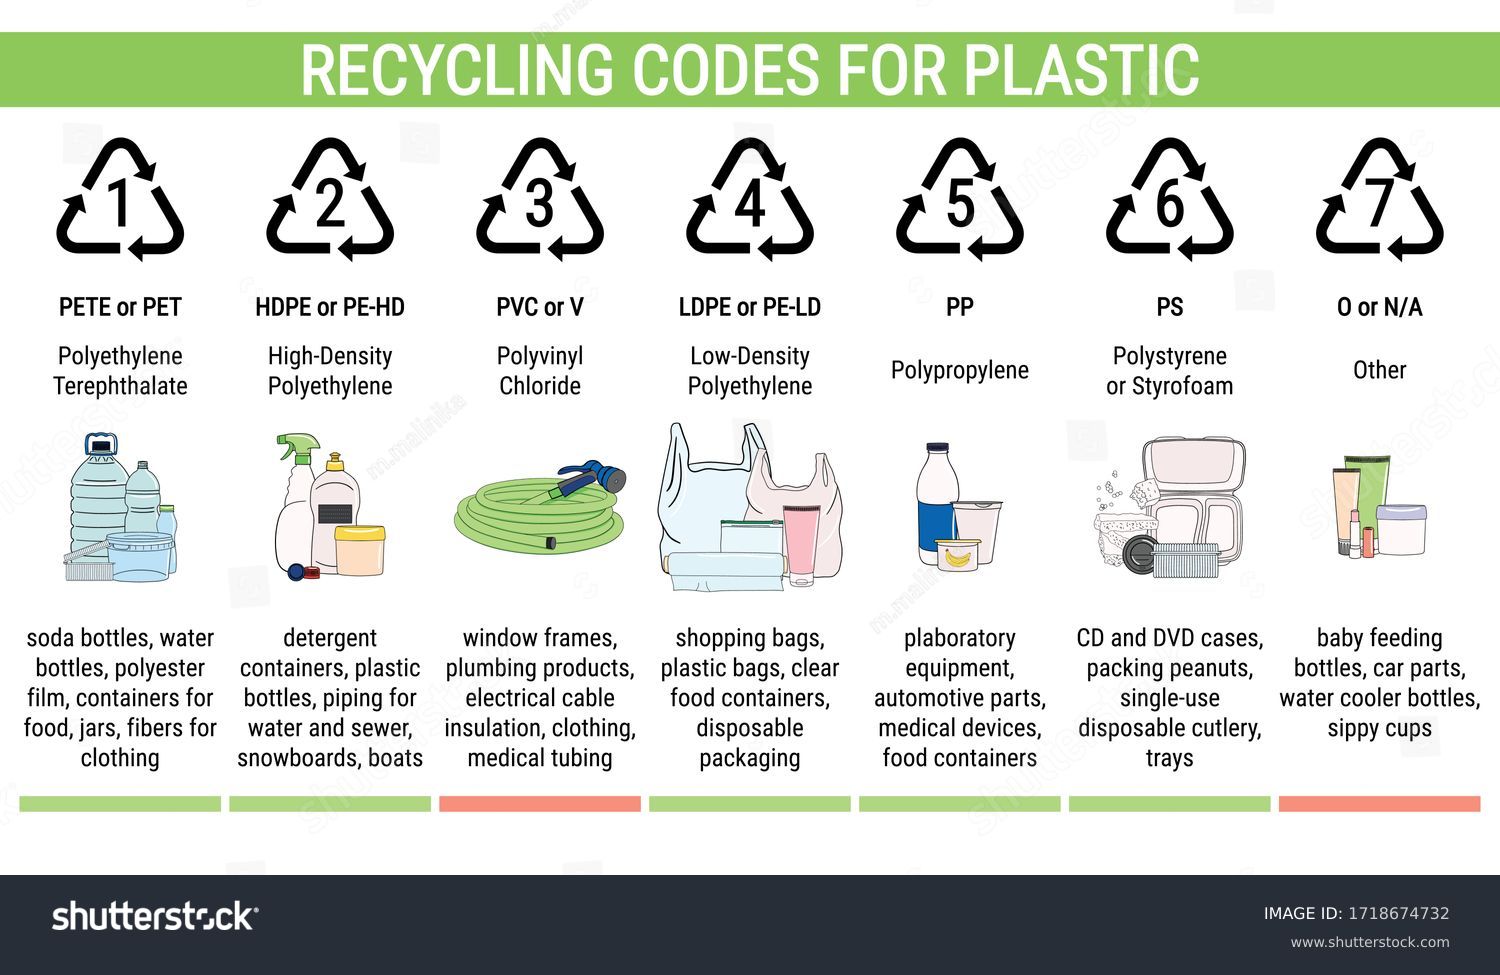 RECYCLING CODES FOR PLASTIC
1
2
3
4
5
6
7
PETE or PET
Polyethylene
Terephthalate
soda bottles, water
bottles, polyester
film, containers for
food, jars, fibers for
clothing
HDPE or PE-HD
High-Density
Polyethylene
detergent
containers, plastic
bottles, piping for
water and sewer,
snowboards, boats
PVC or V
Polyvinyl
Chloride
window frames,
plumbing products,
electrical cable
insulation, clothing,
medical tubing
LDPE or PE-LD
Low-Density
Polyethylene
shopping bags,
plastic bags, clear
food containers,
disposable
packaging
PP
Polypropylene
plaboratory
equipment,
automotive parts,
medical devices,
food containers
PS
Polystyrene
or Styrofoam
CD and DVD cases,
packing peanuts,
single-use
disposable cutlery,
trays
O or N/A
Other
baby feeding
bottles, car parts,
water cooler bottles,
sippy cups
shutterstock
m.malinika
shutterstock
IMAGE ID: 1718674732
www.shutterstock.com